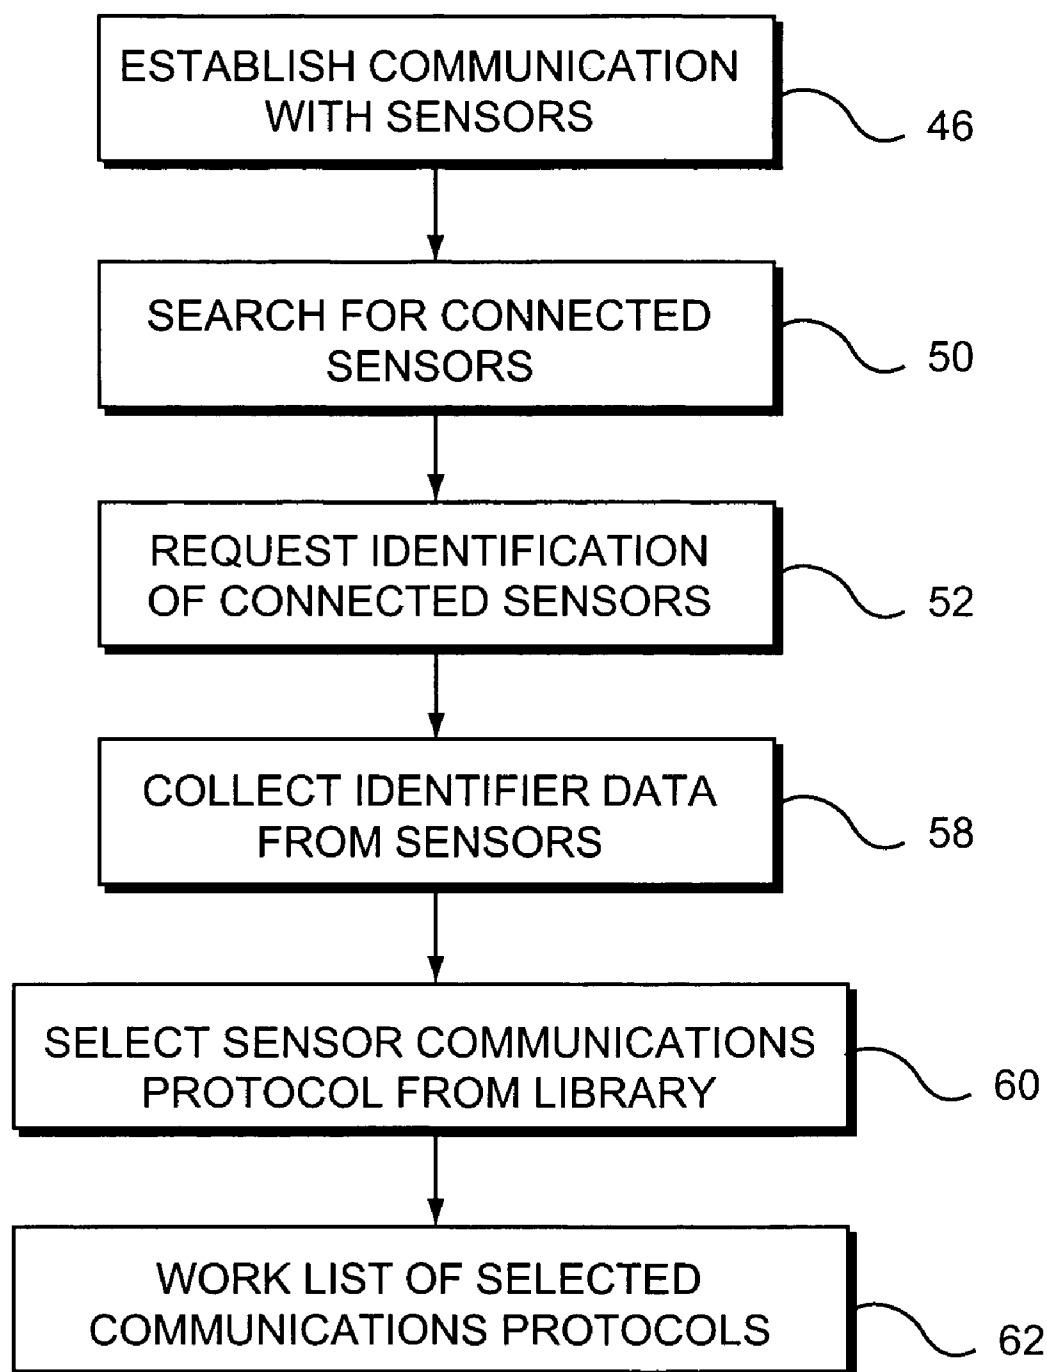 ESTABLISH COMMUNICATION
WITH SENSORS
46
SEARCH FOR CONNECTED
SENSORS
50
REQUEST IDENTIFICATION
OF CONNECTED SENSORS
52
COLLECT IDENTIFIER DATA
FROM SENSORS
58
SELECT SENSOR COMMUNICATIONS
PROTOCOL FROM LIBRARY
60
WORK LIST OF SELECTED
COMMUNICATIONS PROTOCOLS
62